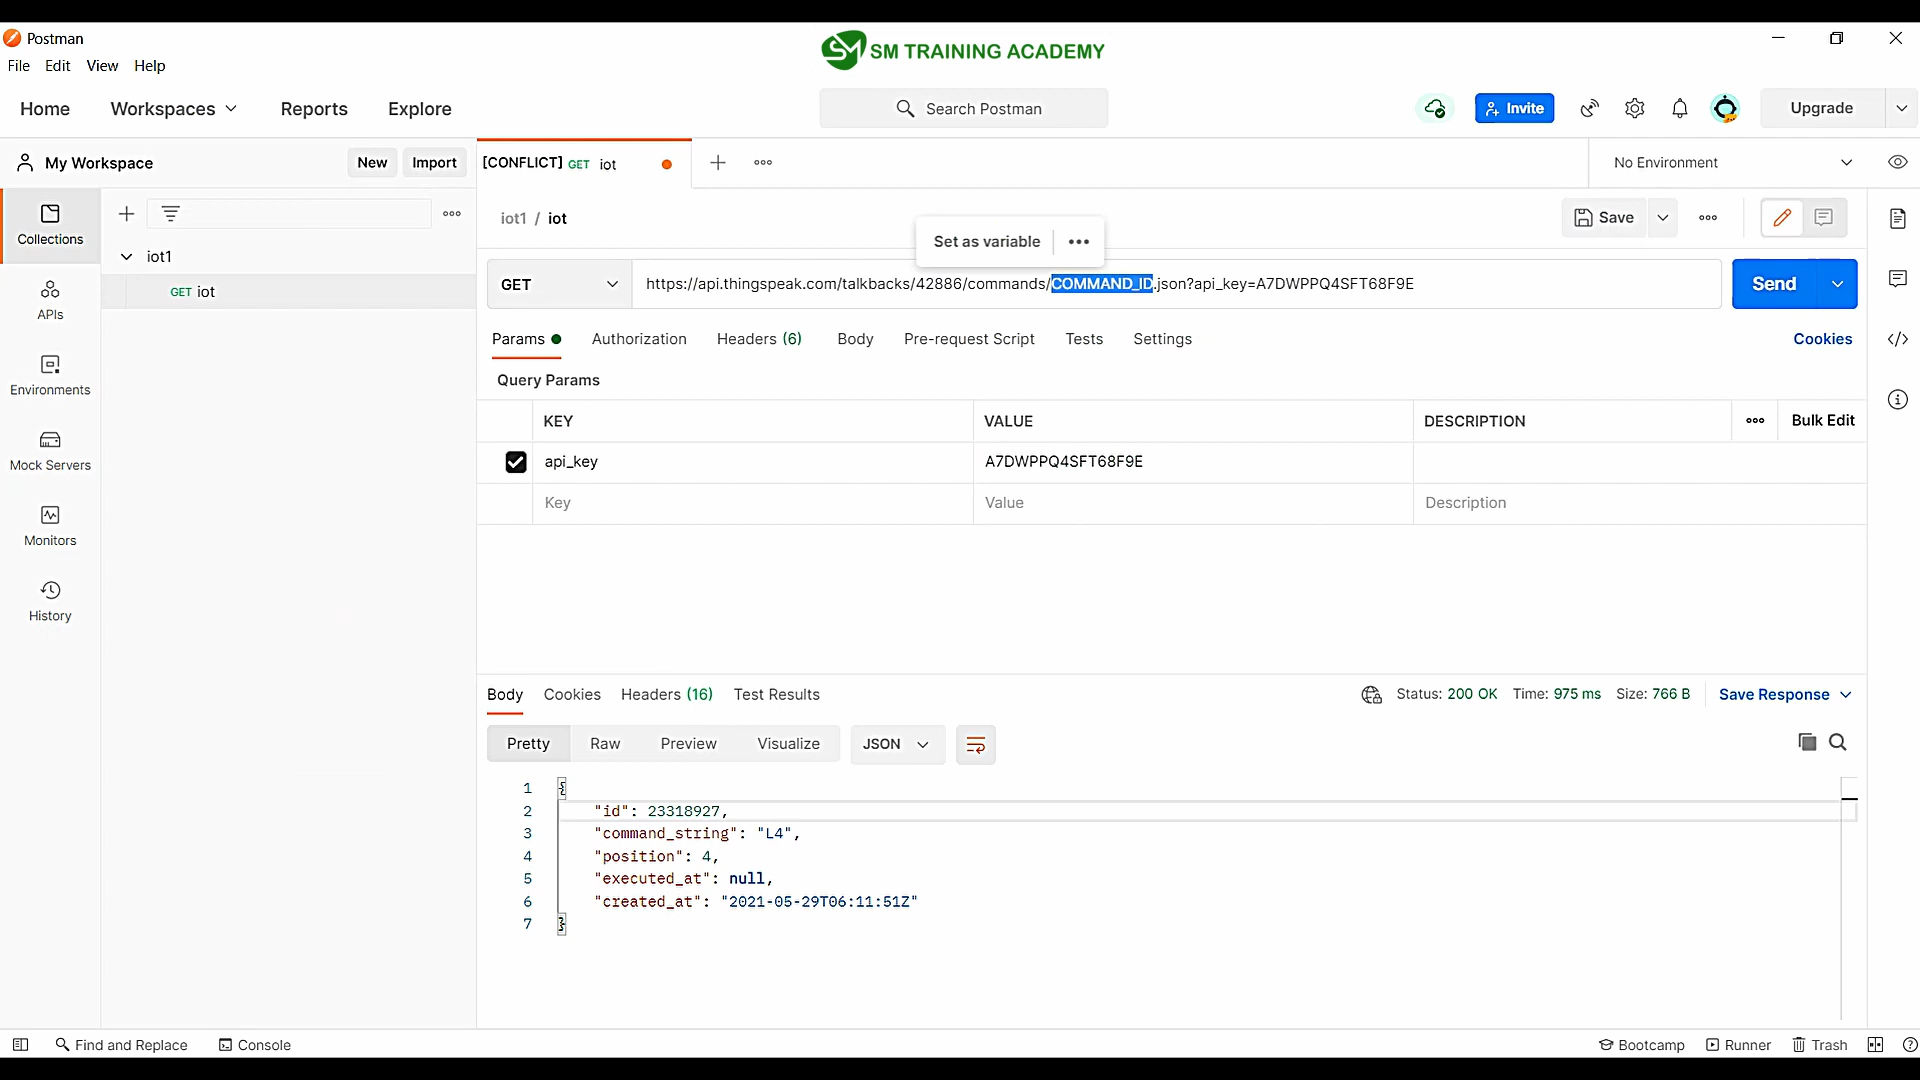 Postman
SM TRAINING ACADEMY
File Edit View Help
Home Workspaces Reports Explore
Search Postman
Invite
Upgrade
My Workspace
New Import
[CONFLICT] GET iot
No Environment
Collections
iot1
GET iot
APIs
Environments
Mock Servers
Monitors
History
iot1 / iot
Save
Set as variable
GET
https://api.thingspeak.com/talkbacks/42886/commands/COMMAND_ID.json?api_key=A7DWPPQ4SFT68F9E
Send
Params Authorization Headers (6) Body Pre-request Script Tests Settings
Cookies
Query Params
KEY VALUE DESCRIPTION
Bulk Edit
api_key A7DWPPQ4SFT68F9E
Key Value Description
Body Cookies Headers (16) Test Results
Status: 200 OK Time: 975 ms Size: 766 B
Save Response
Pretty Raw Preview Visualize JSON
1 {
2 "id": 23318927,
3 "command_string": "L4",
4 "position": 4,
5 "executed_at": null,
6 "created_at": "2021-05-29T06:11:51Z"
7 }
Find and Replace Console
Bootcamp Runner Trash